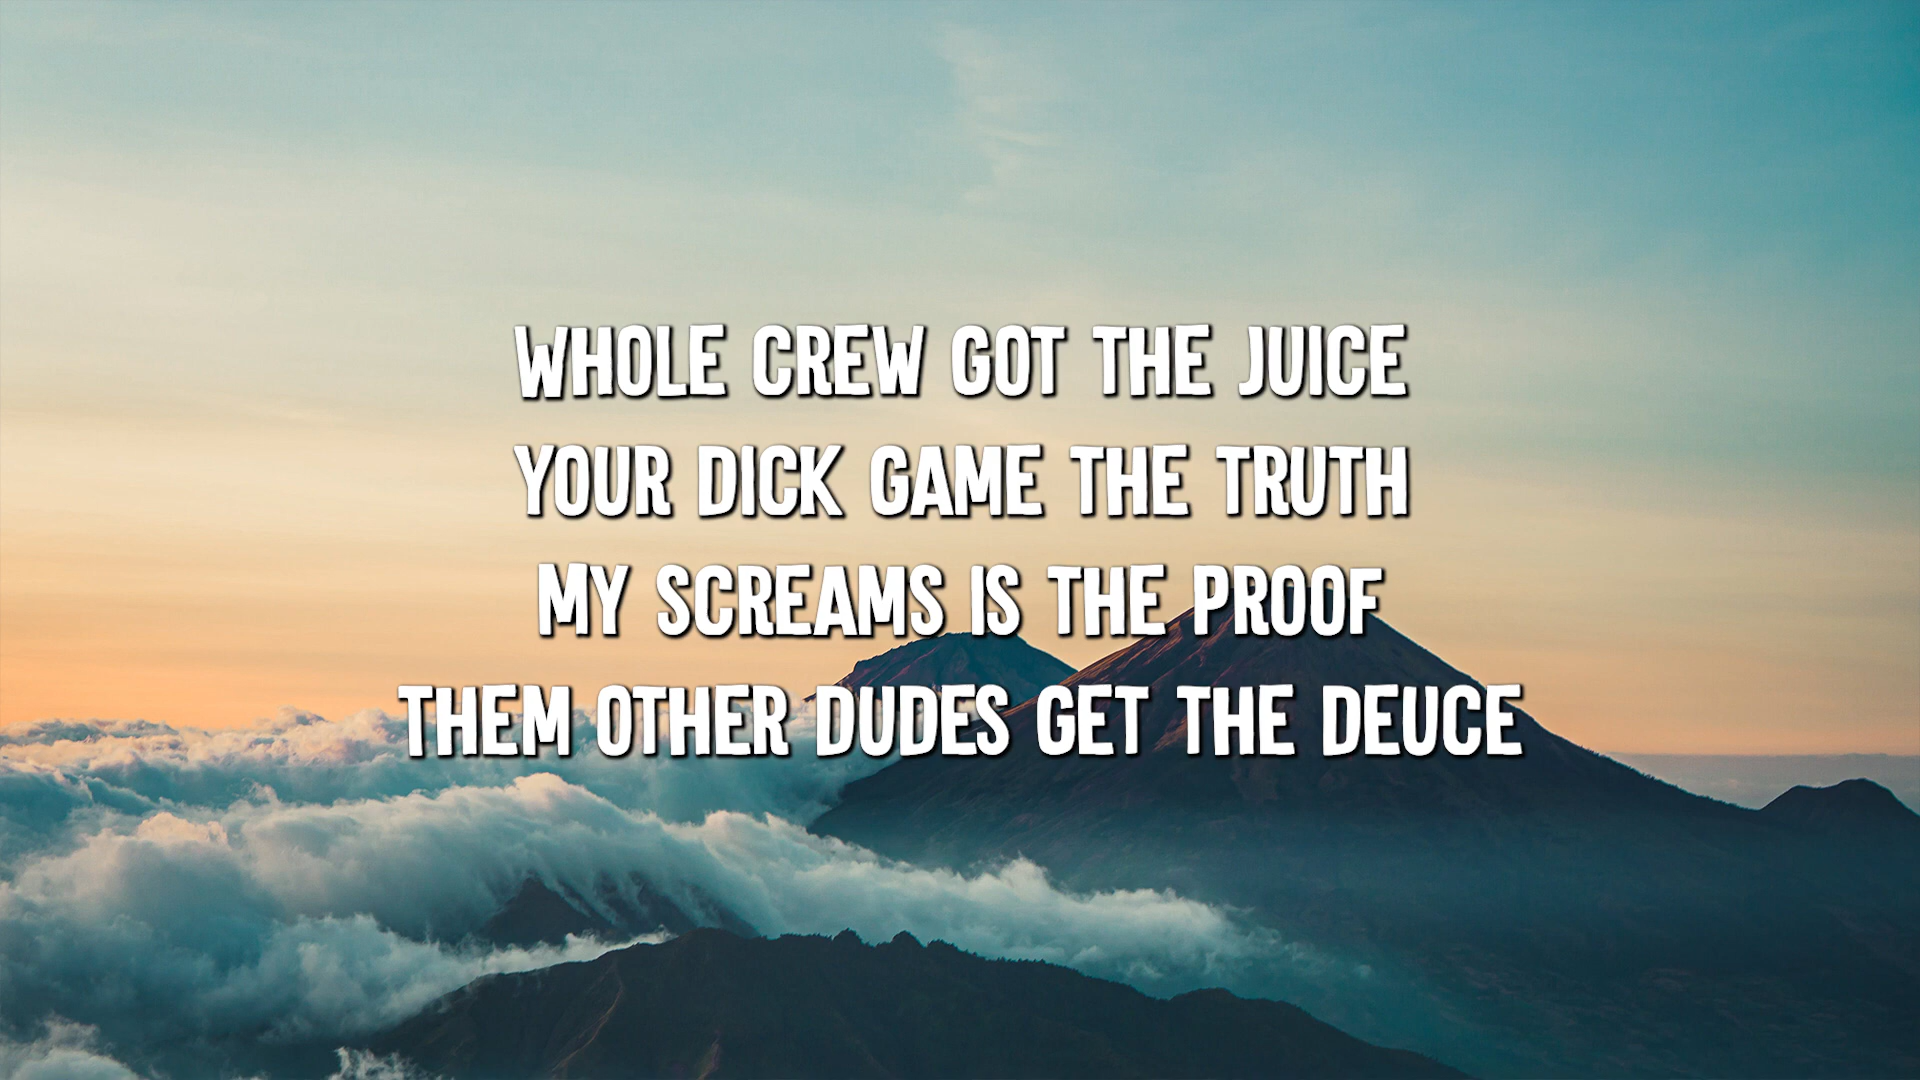 WHOLE CREW GOT THE JUICE
YOUR DICK GAME THE TRUTH
MY SCREAMS IS THE PROOF
THEM OTHER DUDES GET THE DEUCE